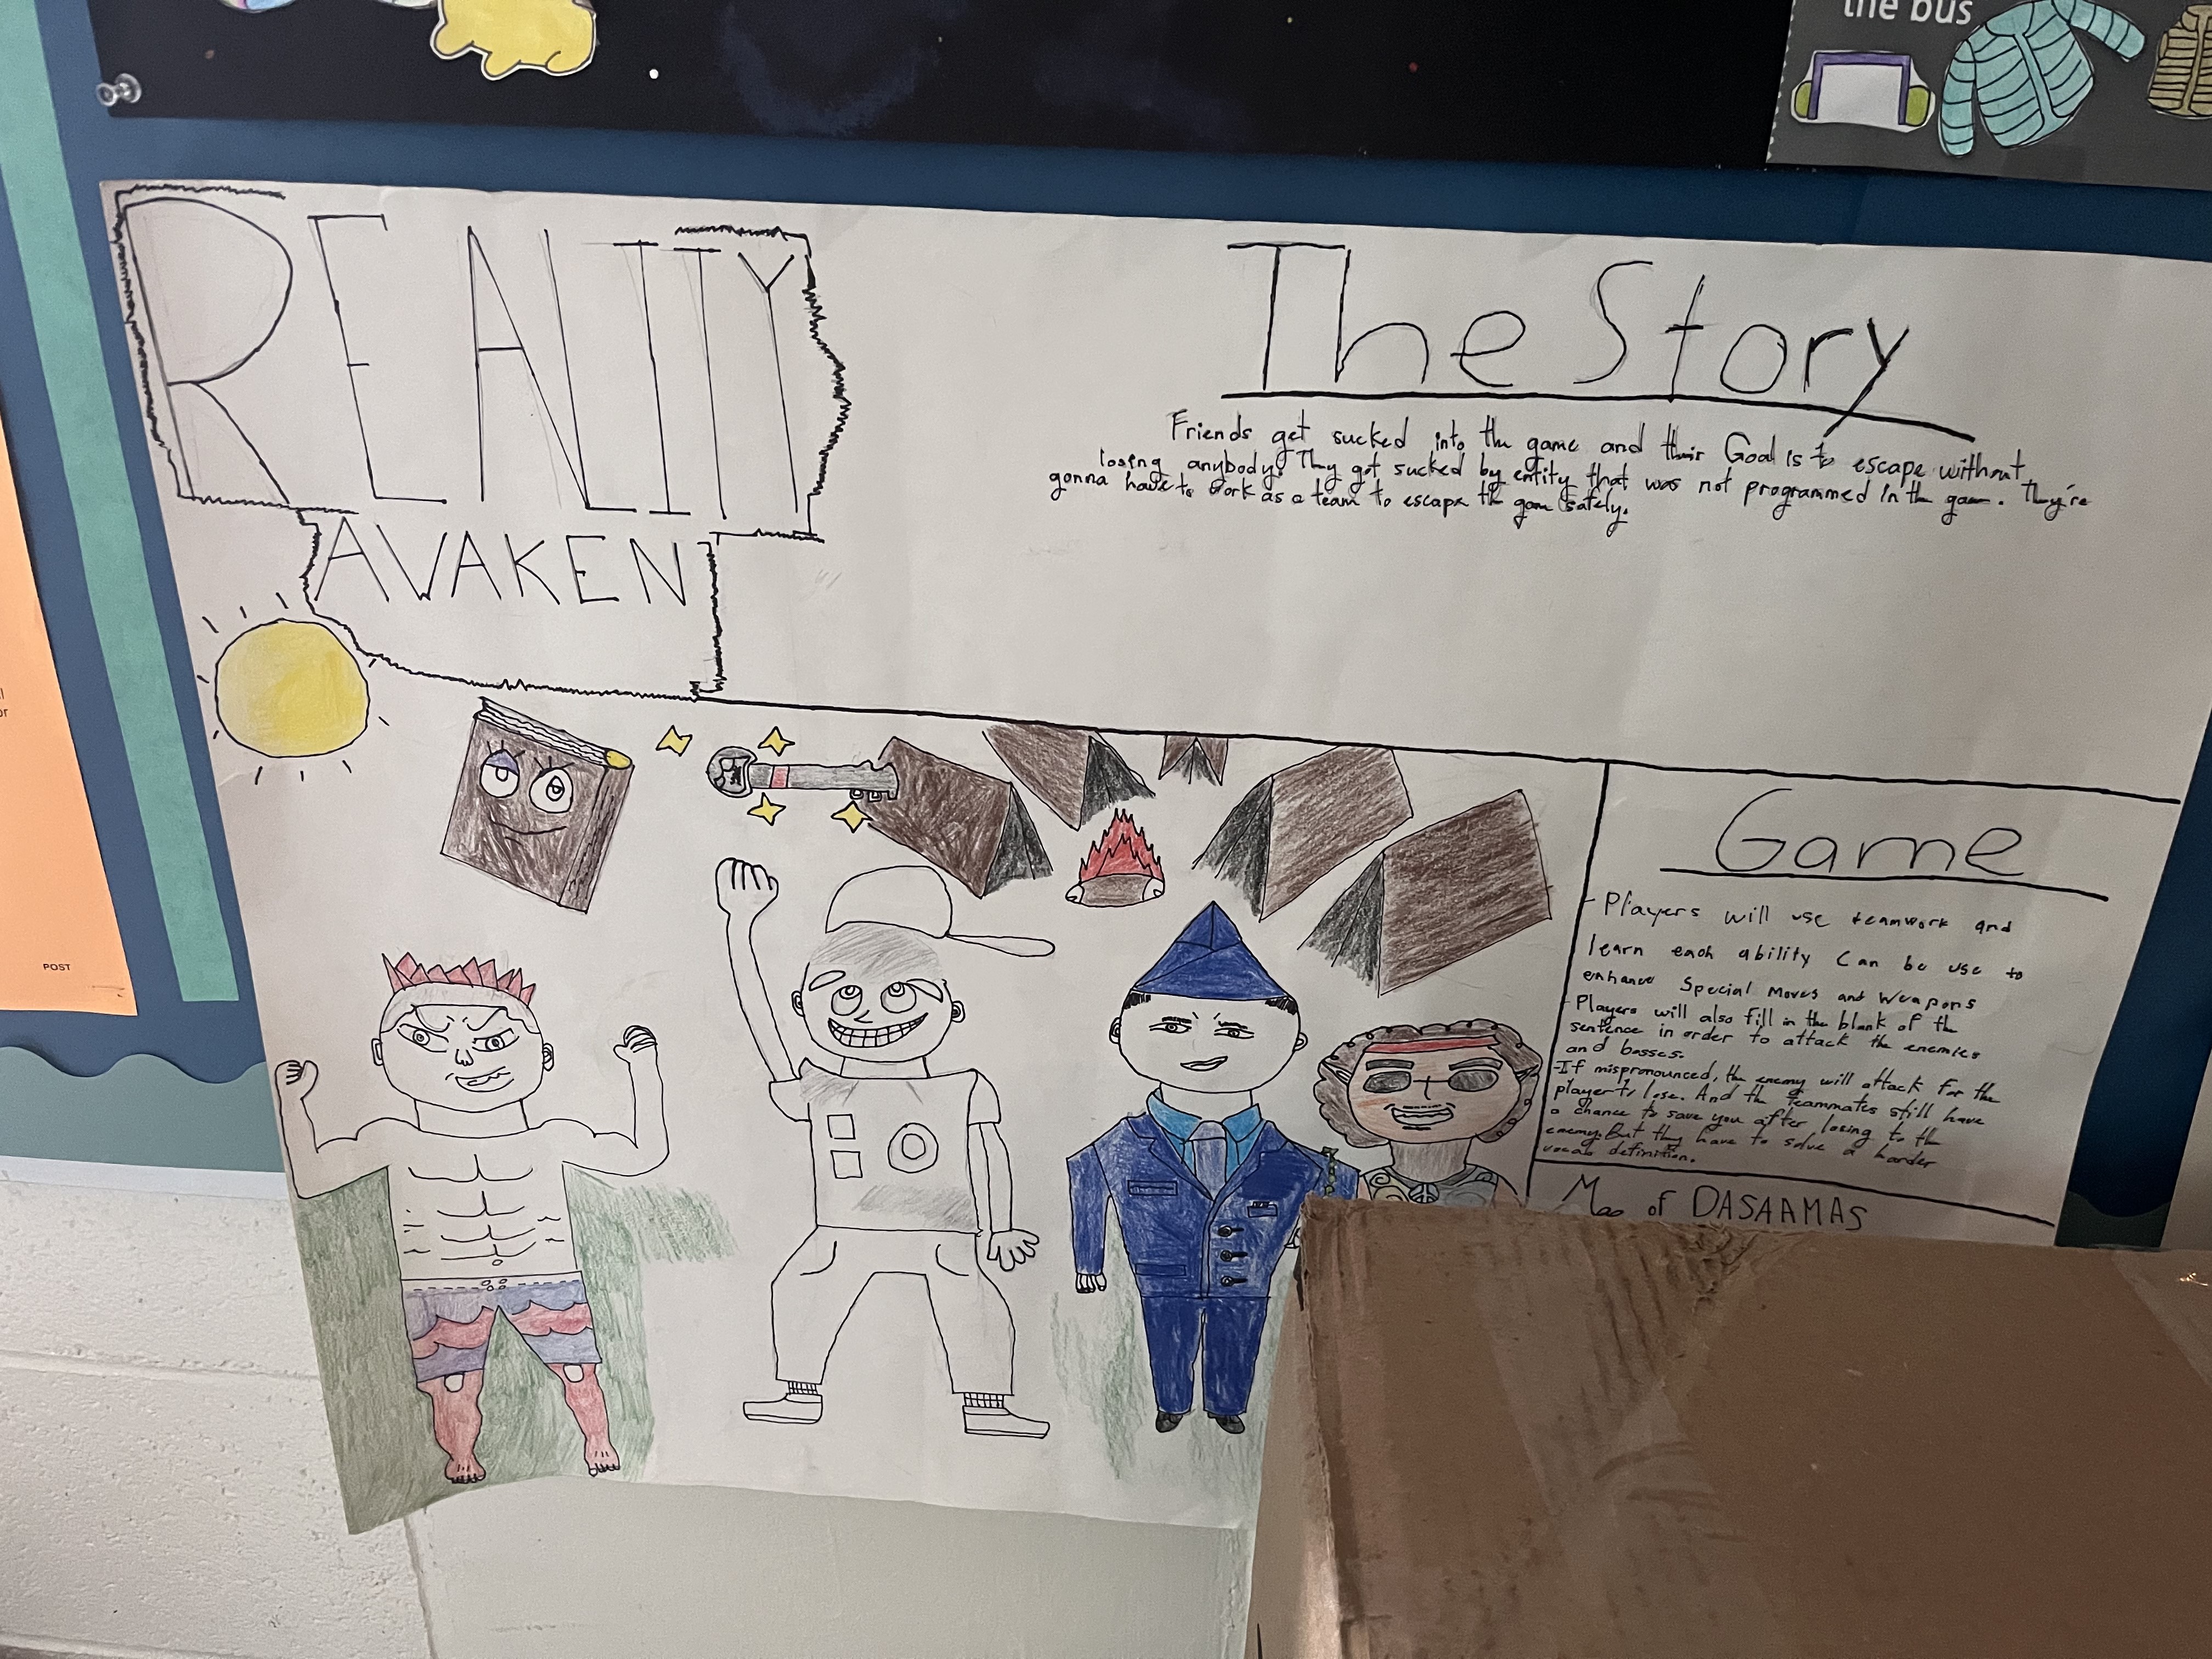 the bus
REALITY
AVAKEN
The Story
Friends get sucked into the game and their Goal is to escape without
losing anybody. They got sucked by entity that was not programmed in the game. They're
gonna have to work as a team to escape the game safely.
Game
- Players will use teamwork and
learn each ability can be use to
enhance Special Moves and Weapons
- Players will also fill in the blank of the
sentence in order to attack the enemies
and bosses.
- If mispronounced, the enemy will attack for the
player to lose. And the teammates still have
a chance to save you after losing to the
enemy. But they have to solve a harder
vocab definition.
Map of DASAAMAS
POST